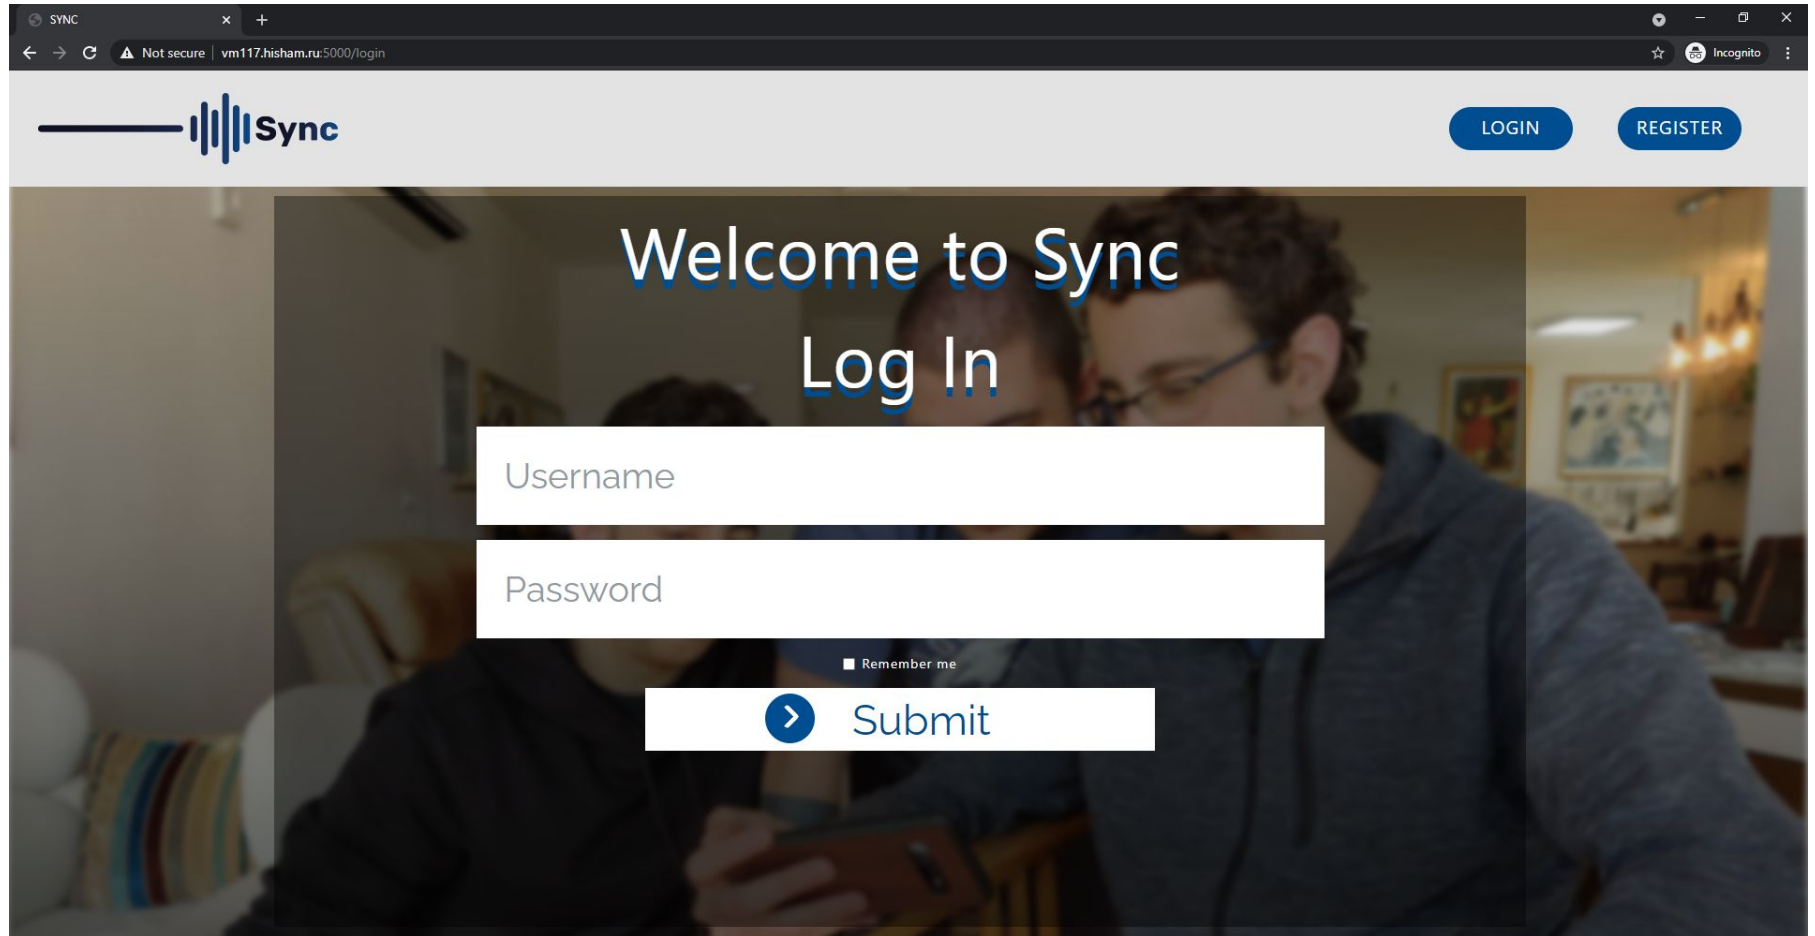 SYNC
Not secure | vm117.hisham.ru:5000/login
Incognito
Sync
LOGIN
REGISTER
Welcome to Sync
Log In
Username
Password
Remember me
Submit